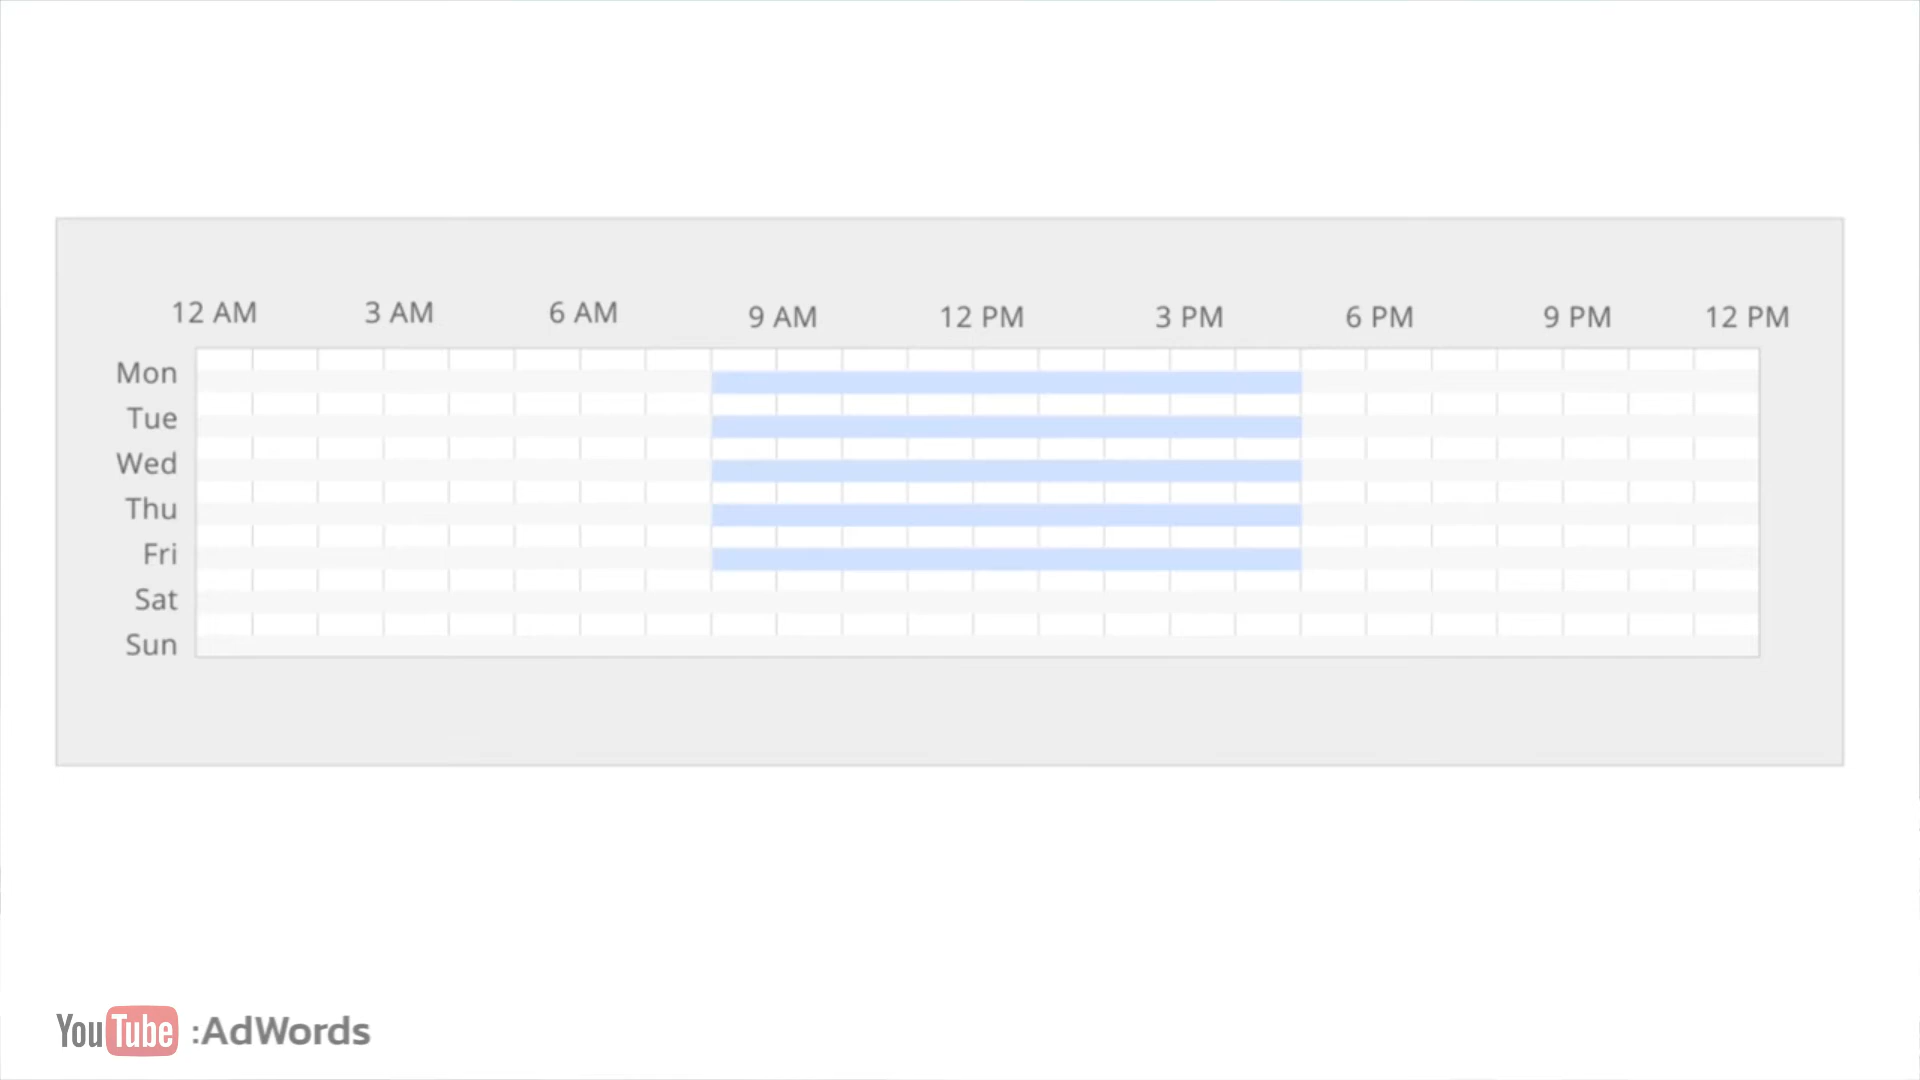 12 AM 3 AM 6 AM 9 AM 12 PM 3 PM 6 PM 9 PM 12 PM
Mon
Tue
Wed
Thu
Fri
Sat
Sun
YouTube :AdWords